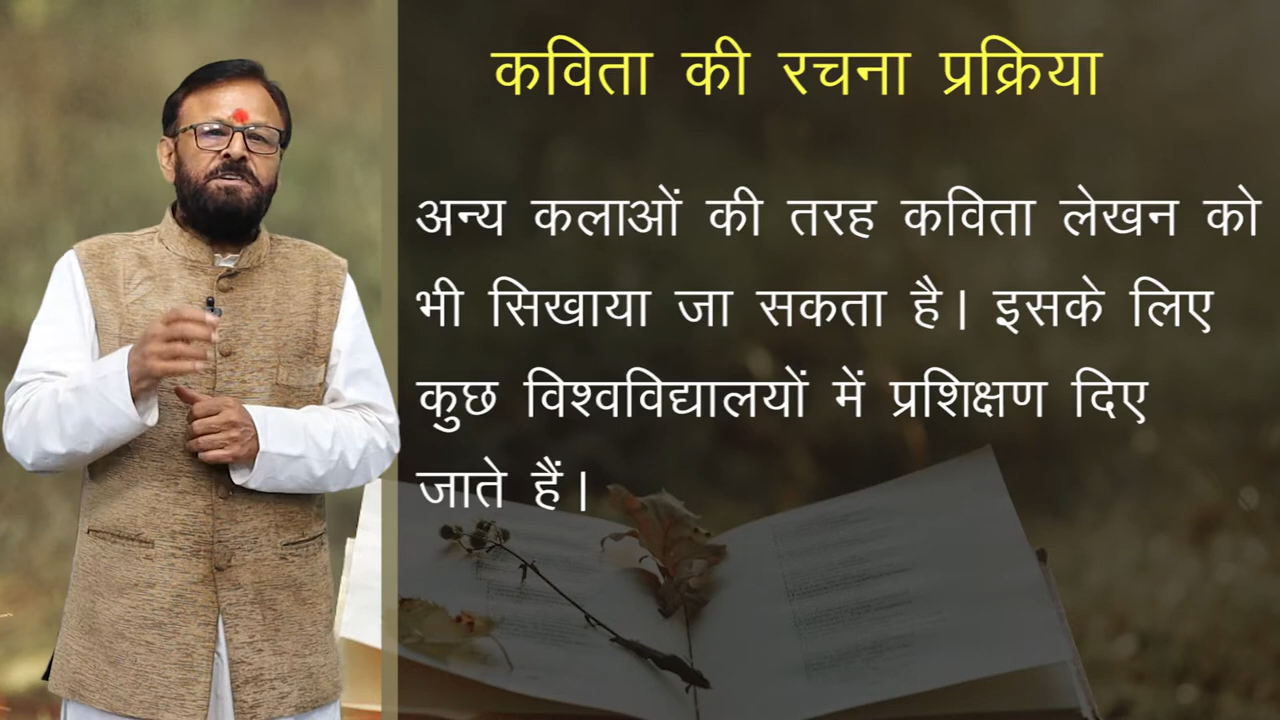 कविता की रचना प्रक्रिया
अन्य कलाओं की तरह कविता लेखन को
भी सिखाया जा सकता है। इसके लिए
कुछ विश्वविद्यालयों में प्रशिक्षण दिए
जाते हैं।